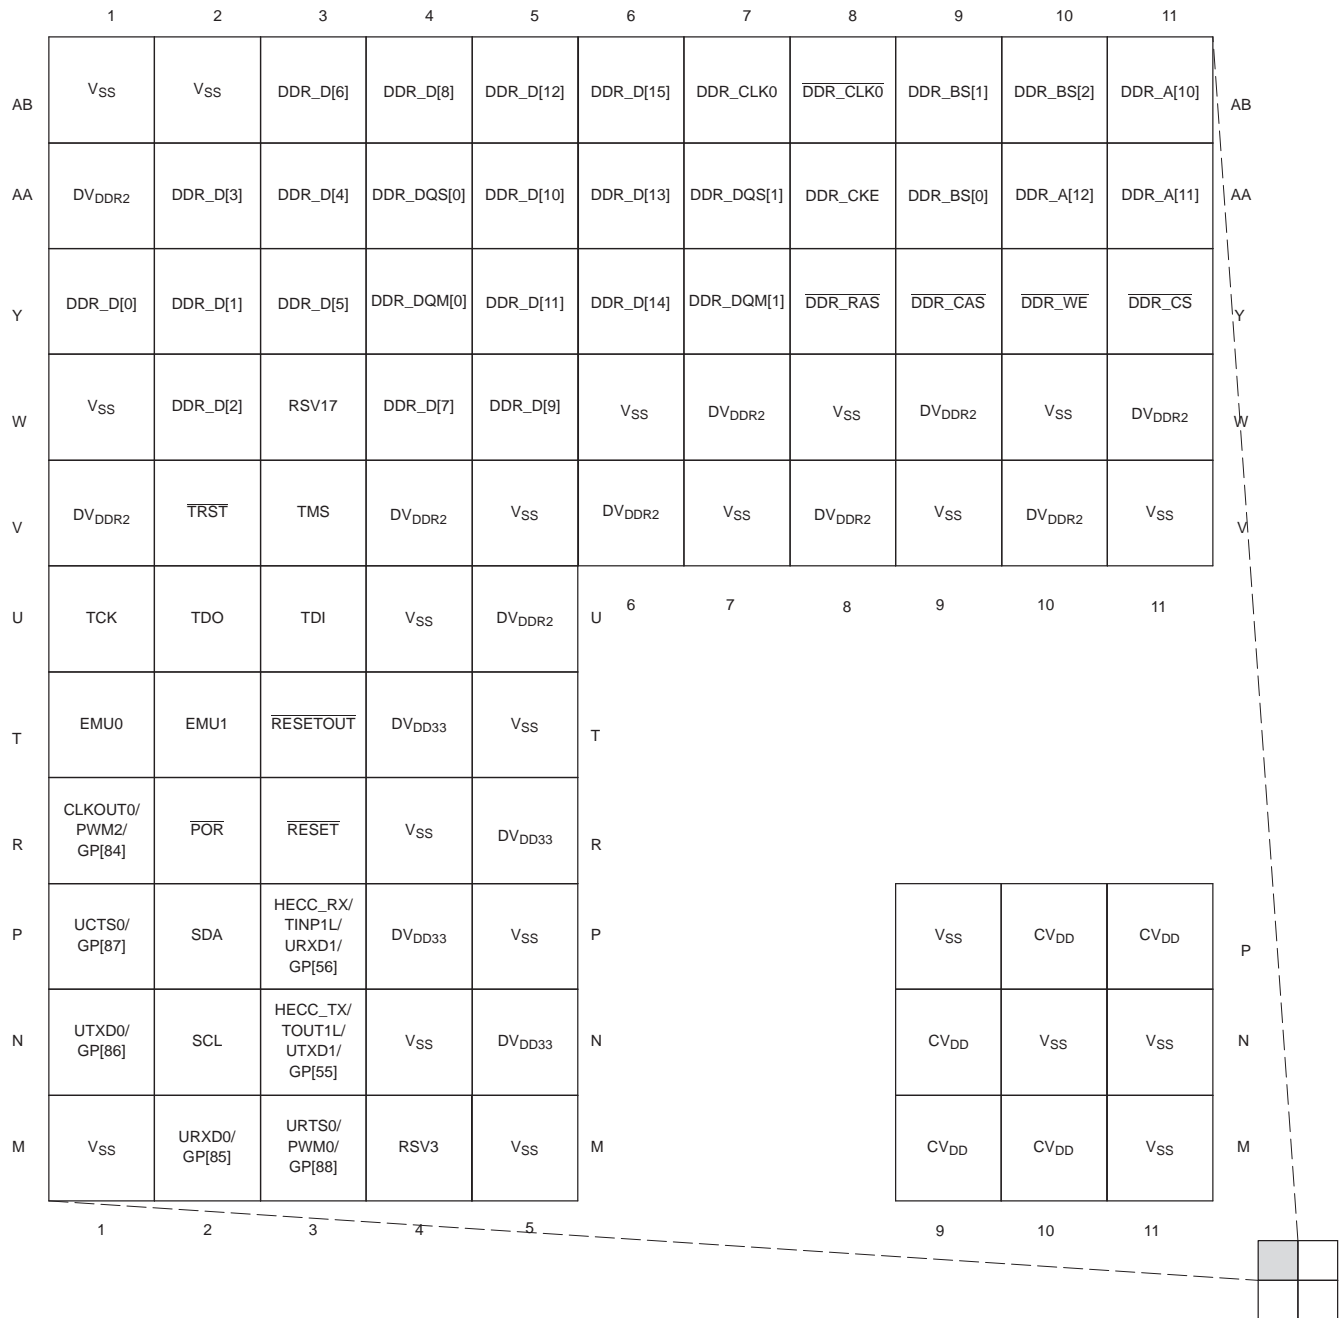 1 2 3 4 5 6 7 8 9 10 11
AB VSS VSS DDR_D[6] DDR_D[8] DDR_D[12] DDR_D[15] DDR_CLK0 DDR_CLK0 DDR_BS[1] DDR_BS[2] DDR_A[10] AB
AA DVDDR2 DDR_D[3] DDR_D[4] DDR_DQS[0] DDR_D[10] DDR_D[13] DDR_DQS[1] DDR_CKE DDR_BS[0] DDR_A[12] DDR_A[11] AA
Y DDR_D[0] DDR_D[1] DDR_D[5] DDR_DQM[0] DDR_D[11] DDR_D[14] DDR_DQM[1] DDR_RAS DDR_CAS DDR_WE DDR_CS Y
W VSS DDR_D[2] RSV17 DDR_D[7] DDR_D[9] VSS DVDDR2 VSS DVDDR2 VSS DVDDR2 W
V DVDDR2 TRST TMS DVDDR2 VSS DVDDR2 VSS DVDDR2 VSS DVDDR2 VSS V
U TCK TDO TDI VSS DVDDR2 U 6 7 8 9 10 11
T EMU0 EMU1 RESETOUT DVDD33 VSS T
R
CLKOUT0/
PWM2/
GP[84]
POR RESET VSS DVDD33 R
P
UCTS0/
GP[87]
SDA
HECC_RX/
TINP1L/
URXD1/
GP[56]
DVDD33 VSS P VSS CVDD CVDD P
N
UTXD0/
GP[86]
SCL
HECC_TX/
TOUT1L/
UTXD1/
GP[55]
VSS DVDD33 N CVDD VSS VSS N
M VSS
URXD0/
GP[85]
URTS0/
PWM0/
GP[88]
RSV3 VSS M CVDD CVDD VSS M
1 2 3 4 5 9 10 11